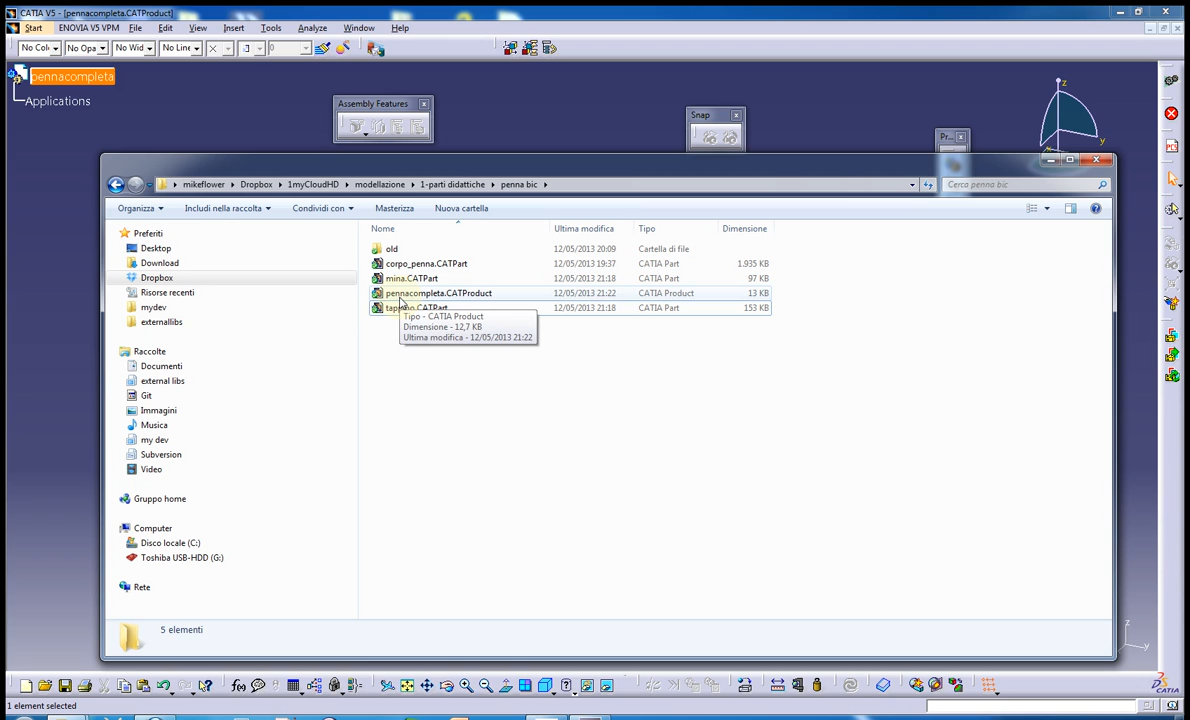 CATIA V5 - [pennacompleta.CATProduct]
Start ENOVIA V5 VPM File Edit View Insert Tools Analyze Window Help
No Col No Opa No Wid No Line 0
pennacompleta
Applications
Assembly Features
Snap
Pr...
z
y
mikeflower Dropbox 1myCloudHD modellazione 1-parti didattiche penna bic
Cerca penna bic
Organizza Includi nella raccolta Condividi con Masterizza Nuova cartella
Nome Ultima modifica Tipo Dimensione
Preferiti
Desktop
Download
Dropbox
Risorse recenti
mydev
externallibs
Raccolte
Documenti
external libs
Git
Immagini
Musica
my dev
Subversion
Video
Gruppo home
Computer
Disco locale (C:)
Toshiba USB-HDD (G:)
Rete
old 12/05/2013 20:09 Cartella di file
corpo_penna.CATPart 12/05/2013 19:37 CATIA Part 1.935 KB
mina.CATPart 12/05/2013 21:18 CATIA Part 97 KB
pennacompleta.CATProduct 12/05/2013 21:22 CATIA Product 13 KB
12/05/2013 21:18 CATIA Part 153 KB
Tipo - CATIA Product
Dimensione - 12,7 KB
Ultima modifica - 12/05/2013 21:22
5 elementi
z
y
f(x)
CATIA
1 element selected